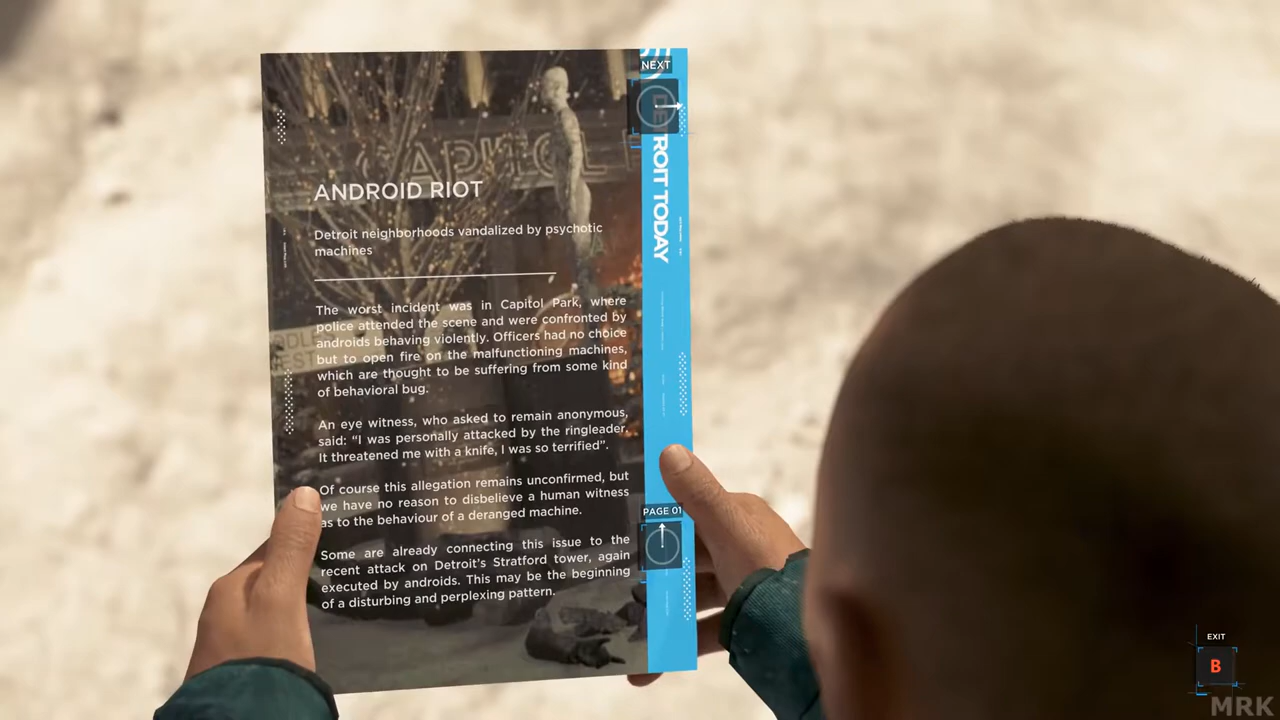 NEXT
DETROIT TODAY
CAPITOL
ANDROID RIOT
Detroit neighborhoods vandalized by psychotic
machines
The worst incident was in Capitol Park, where
police attended the scene and were confronted by
androids behaving violently. Officers had no choice
but to open fire on the malfunctioning machines,
which are thought to be suffering from some kind
of behavioral bug.
An eye witness, who asked to remain anonymous,
said: “I was personally attacked by the ringleader.
It threatened me with a knife, I was so terrified”.
Of course this allegation remains unconfirmed, but
we have no reason to disbelieve a human witness
as to the behaviour of a deranged machine.
Some are already connecting this issue to the
recent attack on Detroit's Stratford tower, again
executed by androids. This may be the beginning
of a disturbing and perplexing pattern.
PAGE 01
EXIT
B
MRK